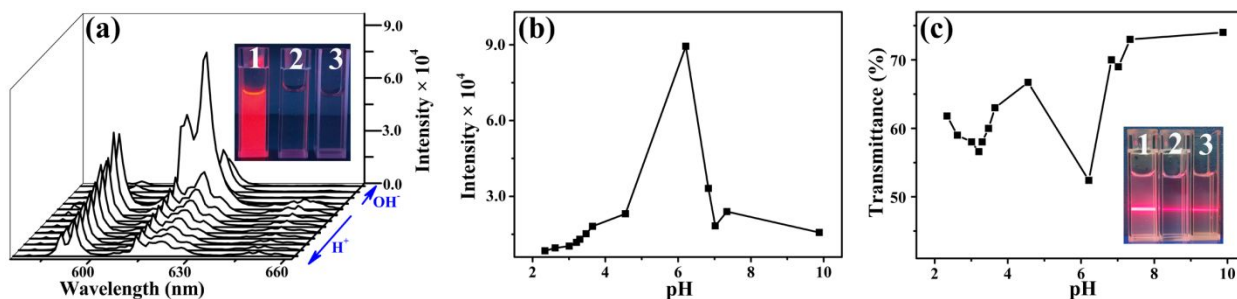 (a)
1 2 3
9.0
6.0
3.0
0.0
Intensity × 10⁴
OH⁻
H⁺
600 630 660
Wavelength (nm)
(b)
9.0
6.0
3.0
Intensity × 10⁴
2 4 6 8 10
pH
(c)
70
60
50
Transmittance (%)
1 2 3
2 4 6 8 10
pH